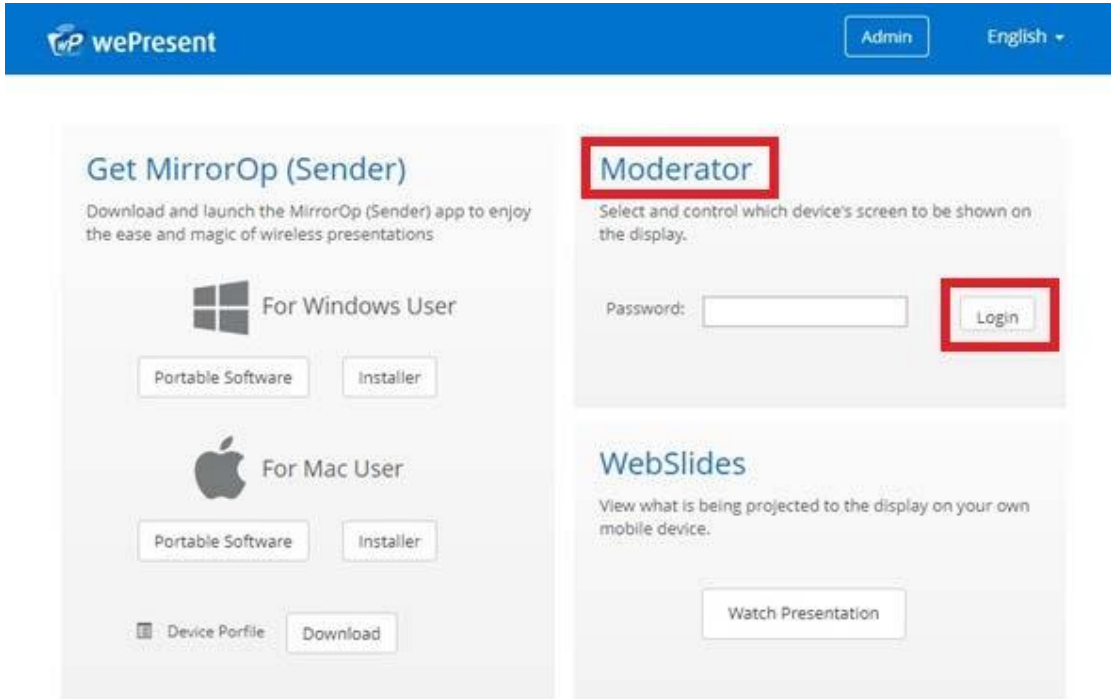 wP wePresent
Admin
English
Get MirrorOp (Sender)
Download and launch the MirrorOp (Sender) app to enjoy
the ease and magic of wireless presentations
For Windows User
Portable Software
Installer
For Mac User
Portable Software
Installer
Device Porfile
Download
Moderator
Select and control which device's screen to be shown on
the display.
Password:
Login
WebSlides
View what is being projected to the display on your own
mobile device.
Watch Presentation